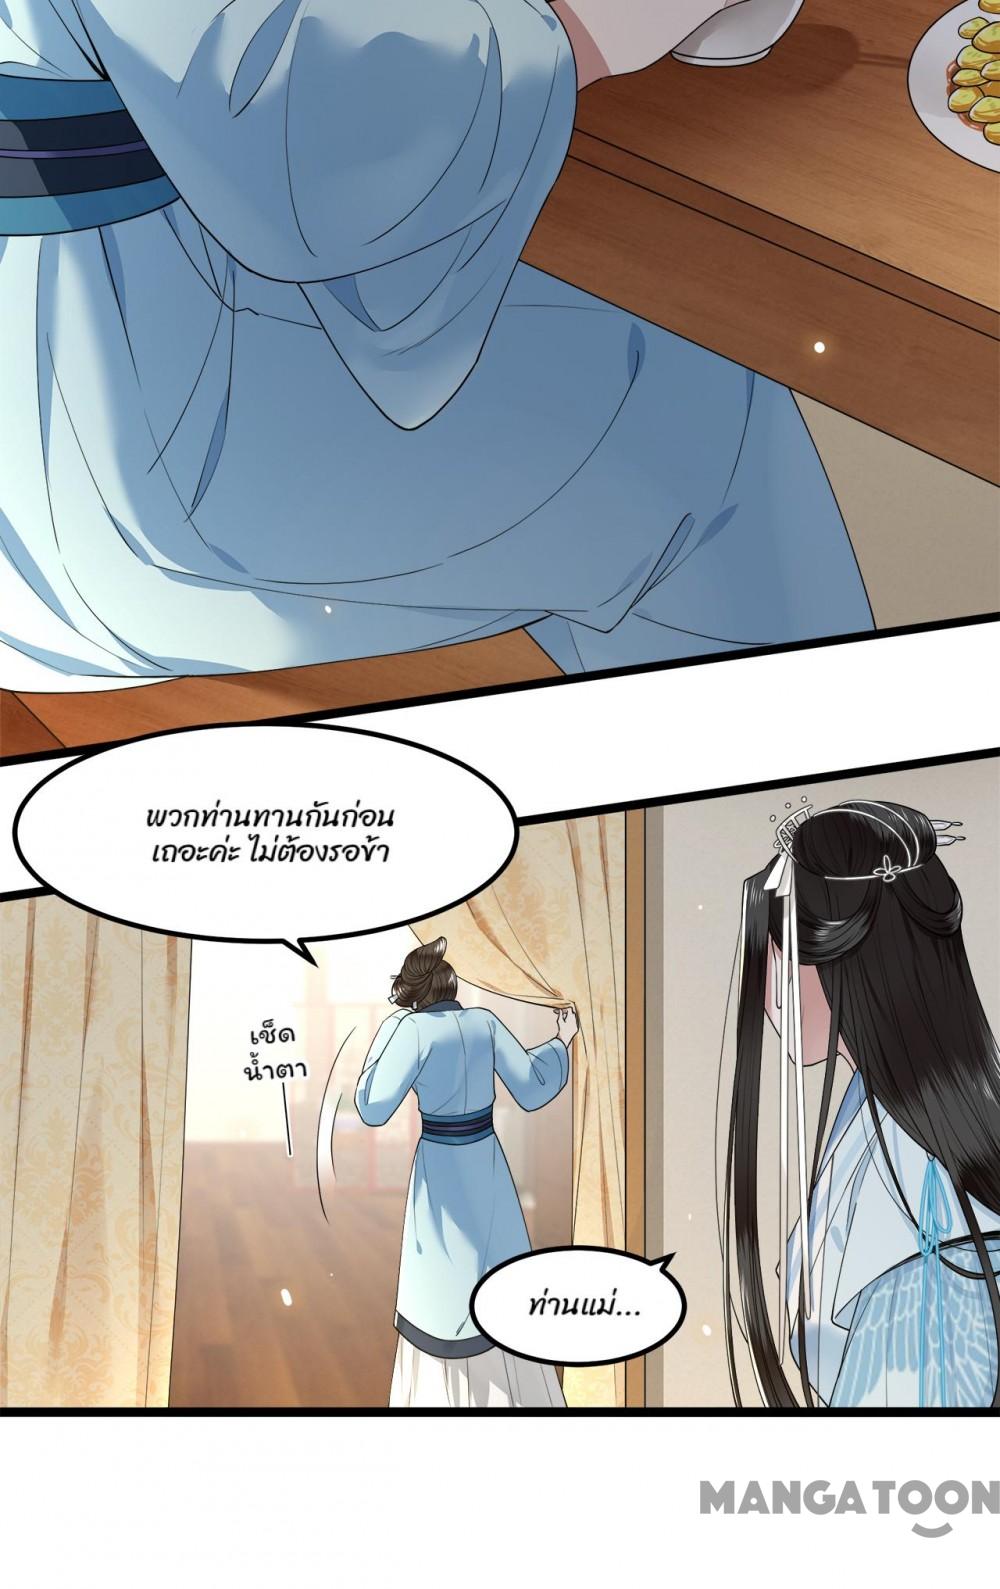 พวกท่านทานกันก่อน
เถอะค่ะ ไม่ต้องรอข้า
เช็ด
น้ำตา
ท่านแม่...
MANGATOON